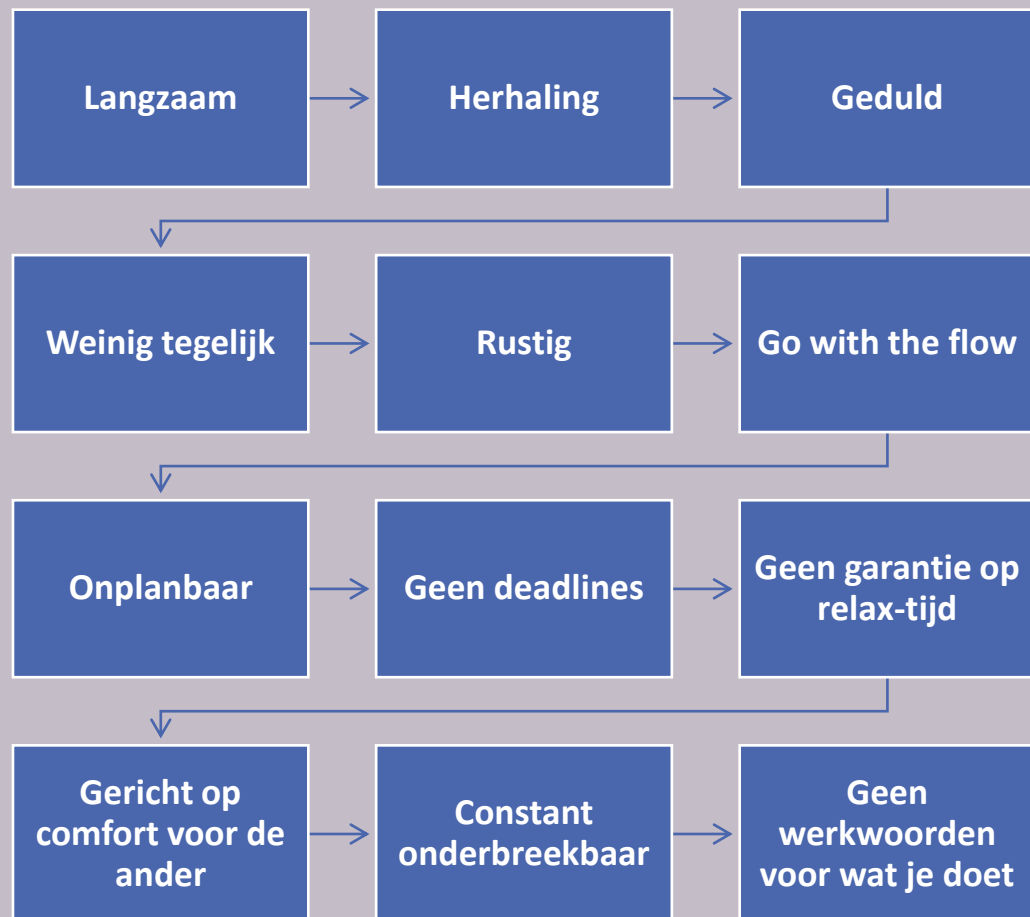 Langzaam
Herhaling
Geduld
Weinig tegelijk
Rustig
Go with the flow
Onplanbaar
Geen deadlines
Geen garantie op
relax-tijd
Gericht op
comfort voor de
ander
Constant
onderbreekbaar
Geen
werkwoorden
voor wat je doet